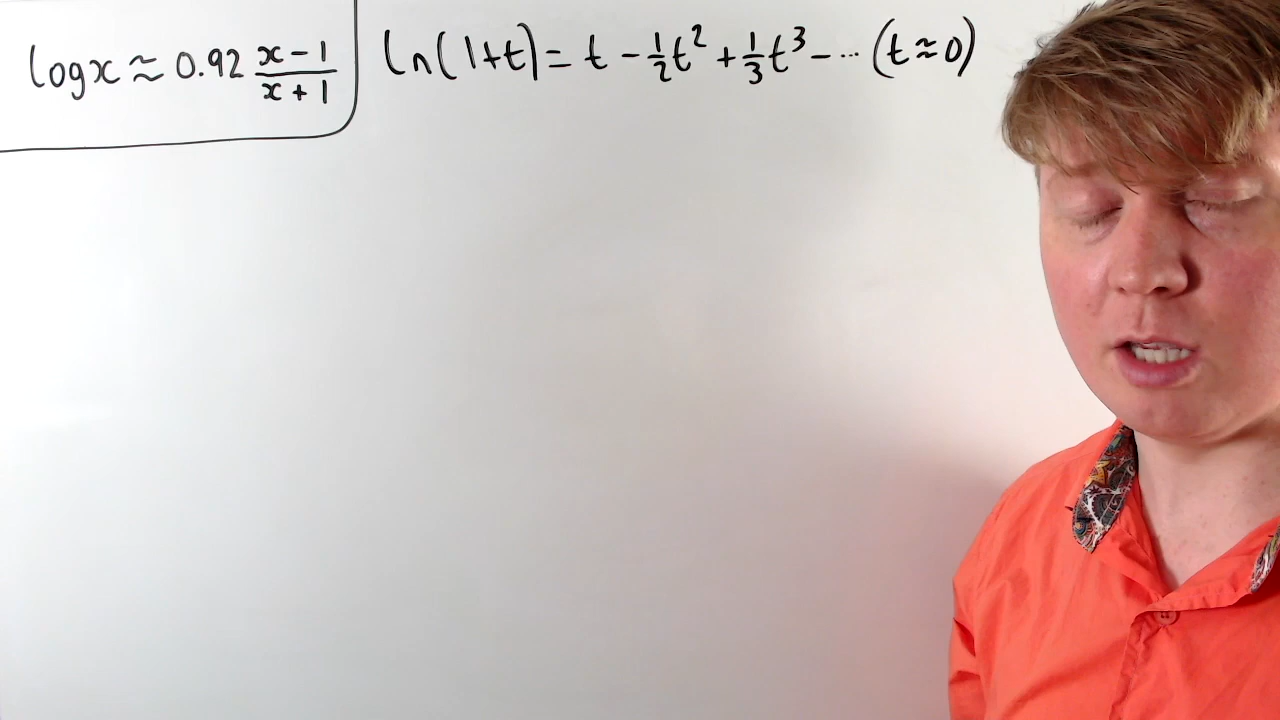 log x ≈ 0.92 (x − 1)/(x + 1)
ln(1+t) = t − ½t² + ⅓t³ − ··· (t ≈ 0)